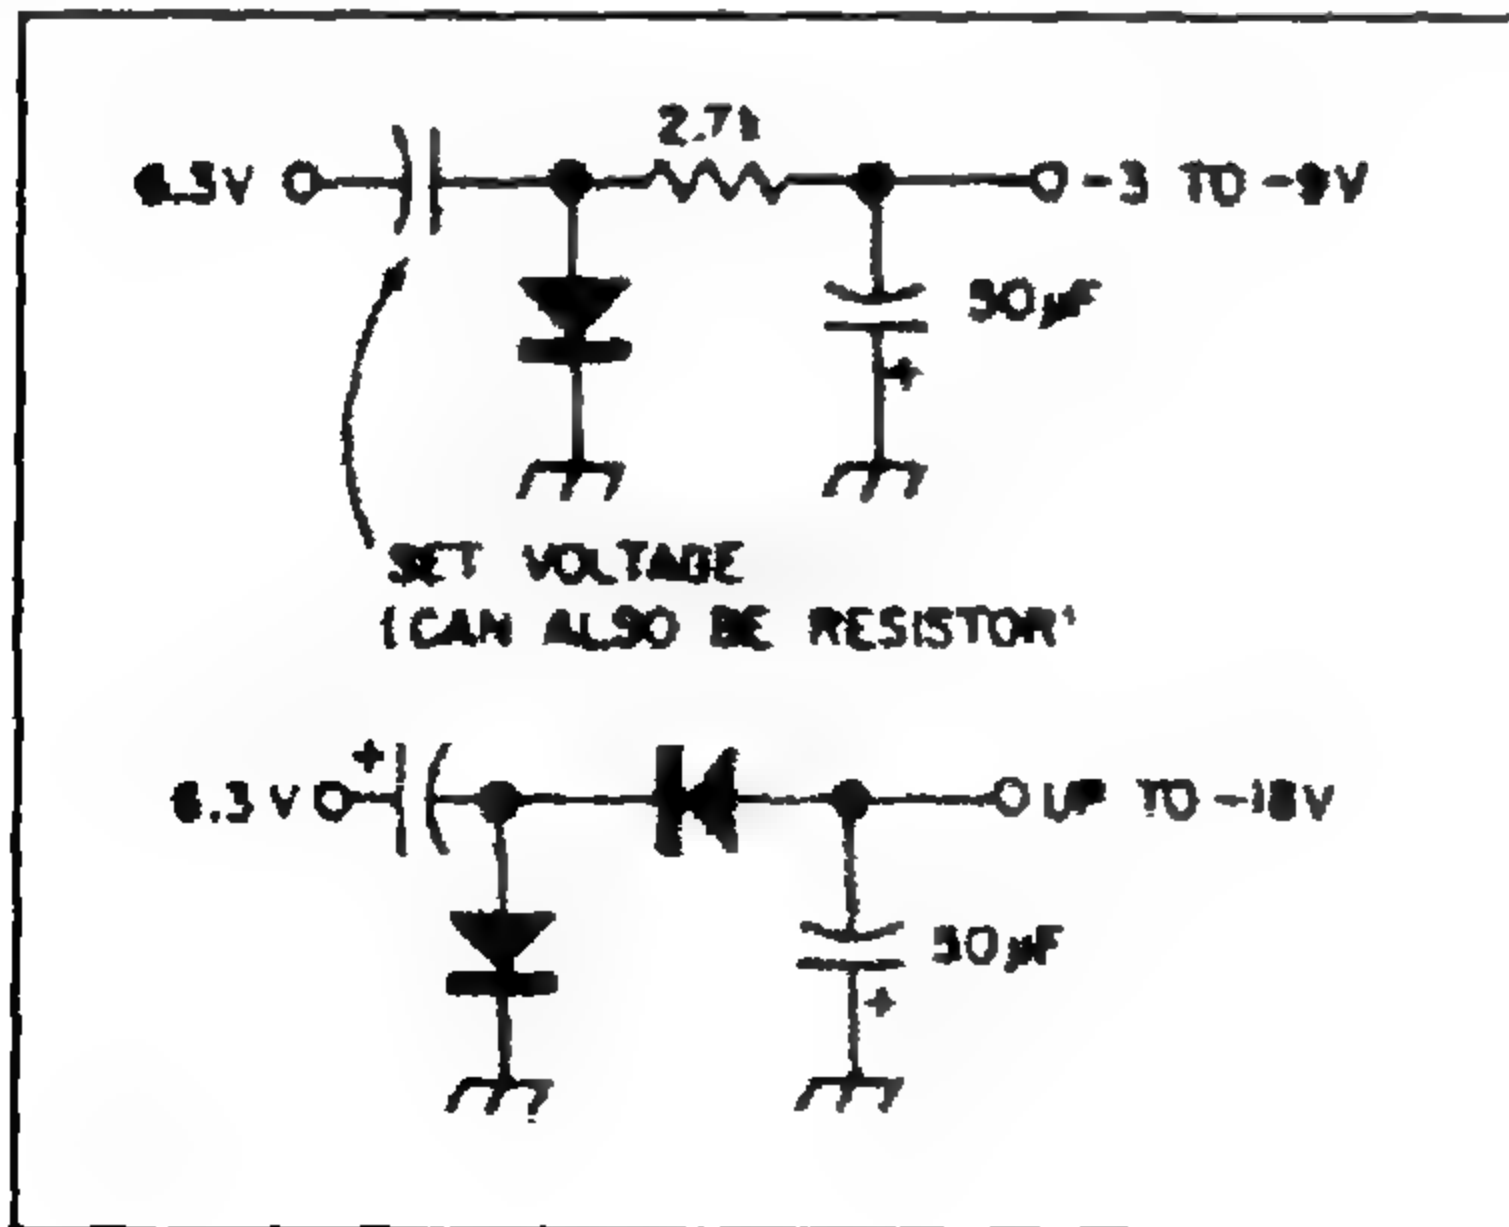 2.7k
6.3V
-3 TO -9V
50µF
+
SET VOLTAGE
(CAN ALSO BE RESISTOR)
+
6.3V
UP TO -18V
50µF
+